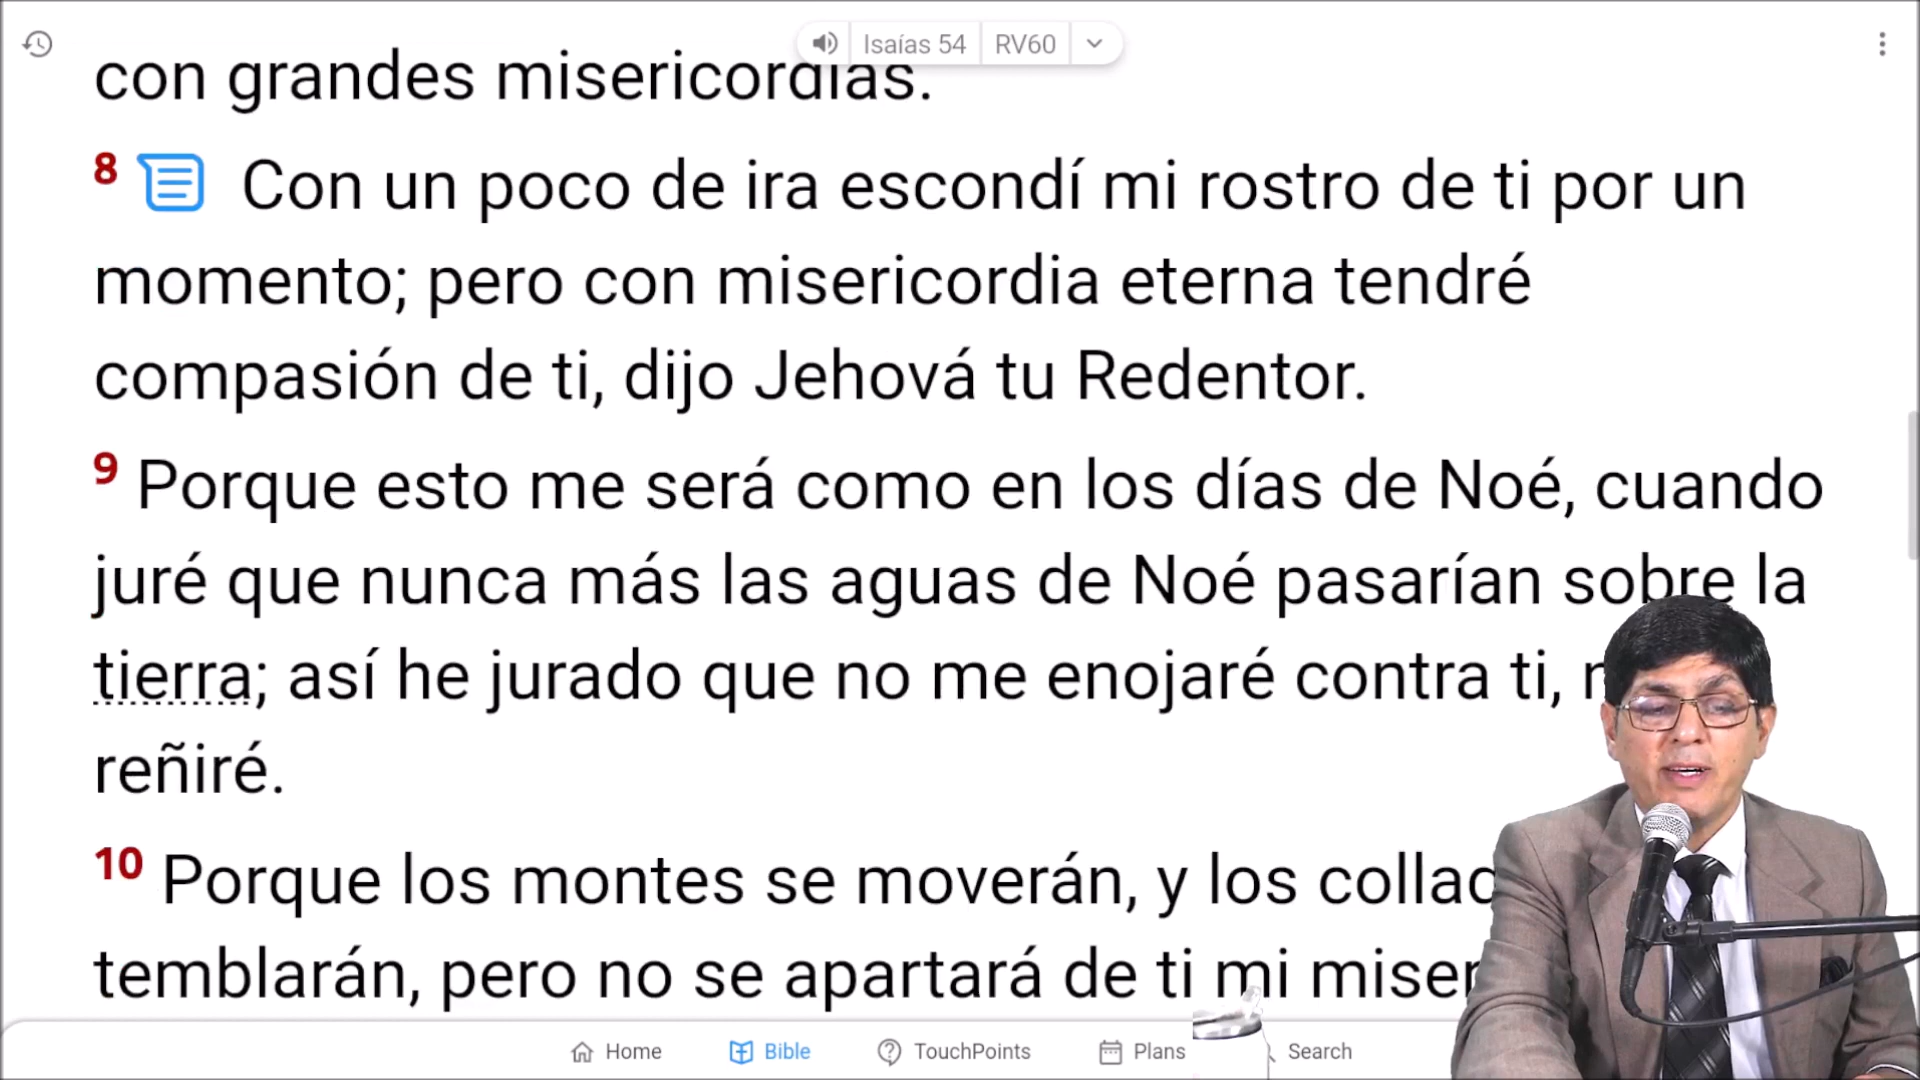 Isaías 54 RV60
con grandes misericordias.
8 Con un poco de ira escondí mi rostro de ti por un
momento; pero con misericordia eterna tendré
compasión de ti, dijo Jehová tu Redentor.
9 Porque esto me será como en los días de Noé, cuando
juré que nunca más las aguas de Noé pasarían sobre la
tierra; así he jurado que no me enojaré contra ti,
reñiré.
10 Porque los montes se moverán, y los
temblarán, pero no se apartará de ti mi
Home Bible TouchPoints Plans Search